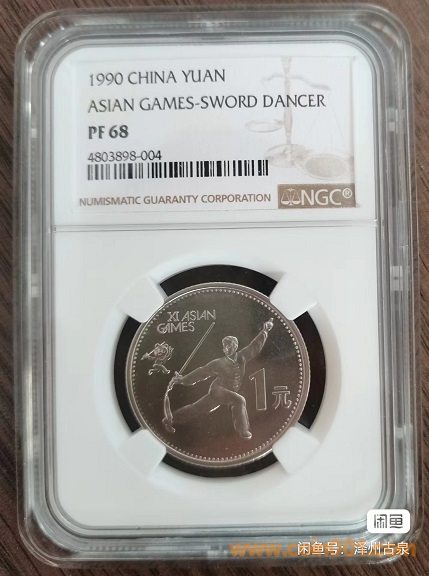 1990 CHINA YUAN
ASIAN GAMES-SWORD DANCER
PF 68
4803898-004
NUMISMATIC GUARANTY CORPORATION
NGC®
XI ASIAN
GAMES
1元
闲鱼
闲鱼号：泽州古泉